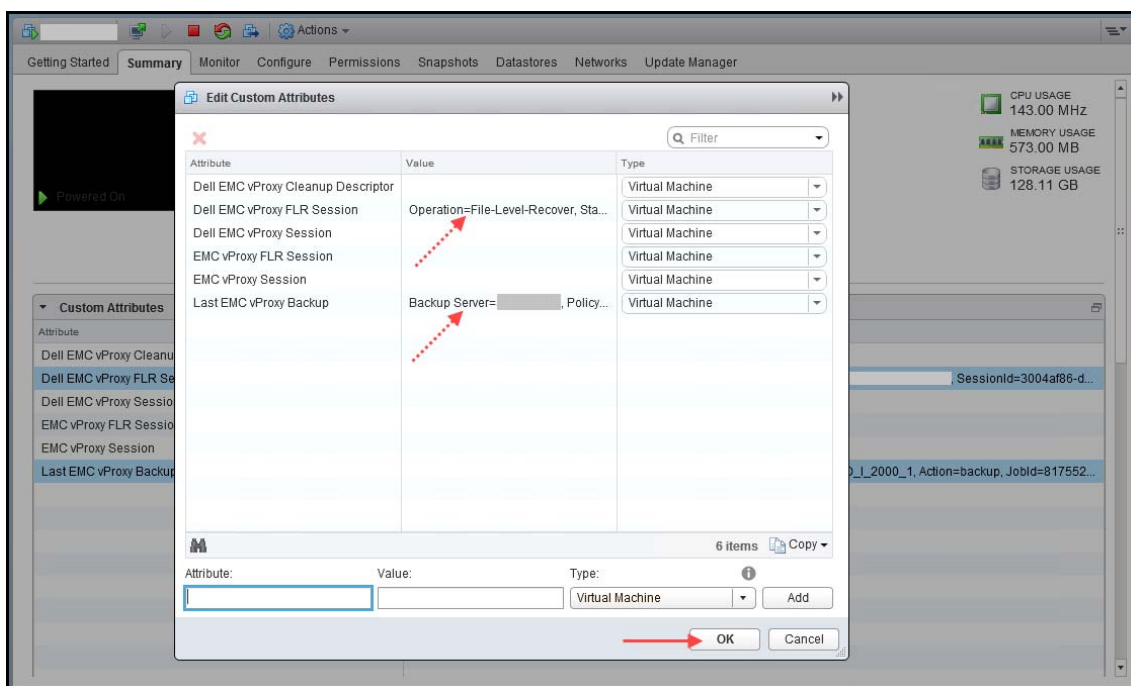 Actions
Getting Started Summary Monitor Configure Permissions Snapshots Datastores Networks Update Manager
Powered On
CPU USAGE
143.00 MHz
MEMORY USAGE
573.00 MB
STORAGE USAGE
128.11 GB
Edit Custom Attributes
Filter
Attribute Value Type
Dell EMC vProxy Cleanup Descriptor Virtual Machine
Dell EMC vProxy FLR Session Operation=File-Level-Recover, Sta... Virtual Machine
Dell EMC vProxy Session Virtual Machine
EMC vProxy FLR Session Virtual Machine
EMC vProxy Session Virtual Machine
Last EMC vProxy Backup Backup Server= , Policy... Virtual Machine
6 items Copy
Attribute: Value: Type:
Virtual Machine Add
OK Cancel
Custom Attributes
Attribute
Dell EMC vProxy Cleanu
Dell EMC vProxy FLR Se , SessionId=3004af86-d...
Dell EMC vProxy Sessio
EMC vProxy FLR Sessio
EMC vProxy Session
Last EMC vProxy Backup _I_2000_1, Action=backup, JobId=817552...